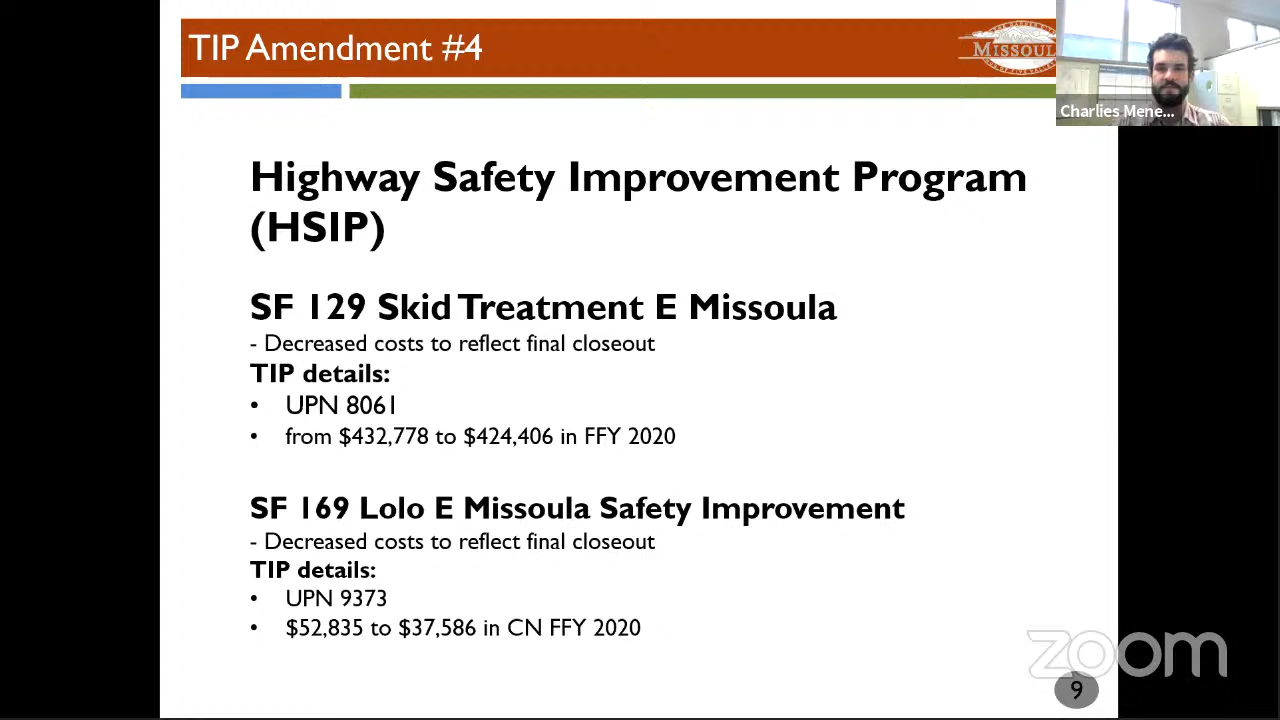 TIP Amendment #4
MISSOUL
Charlies Mene...
Highway Safety Improvement Program
(HSIP)
SF 129 Skid Treatment E Missoula
- Decreased costs to reflect final closeout
TIP details:
• UPN 8061
• from $432,778 to $424,406 in FFY 2020
SF 169 Lolo E Missoula Safety Improvement
- Decreased costs to reflect final closeout
TIP details:
• UPN 9373
• $52,835 to $37,586 in CN FFY 2020
zoom
9